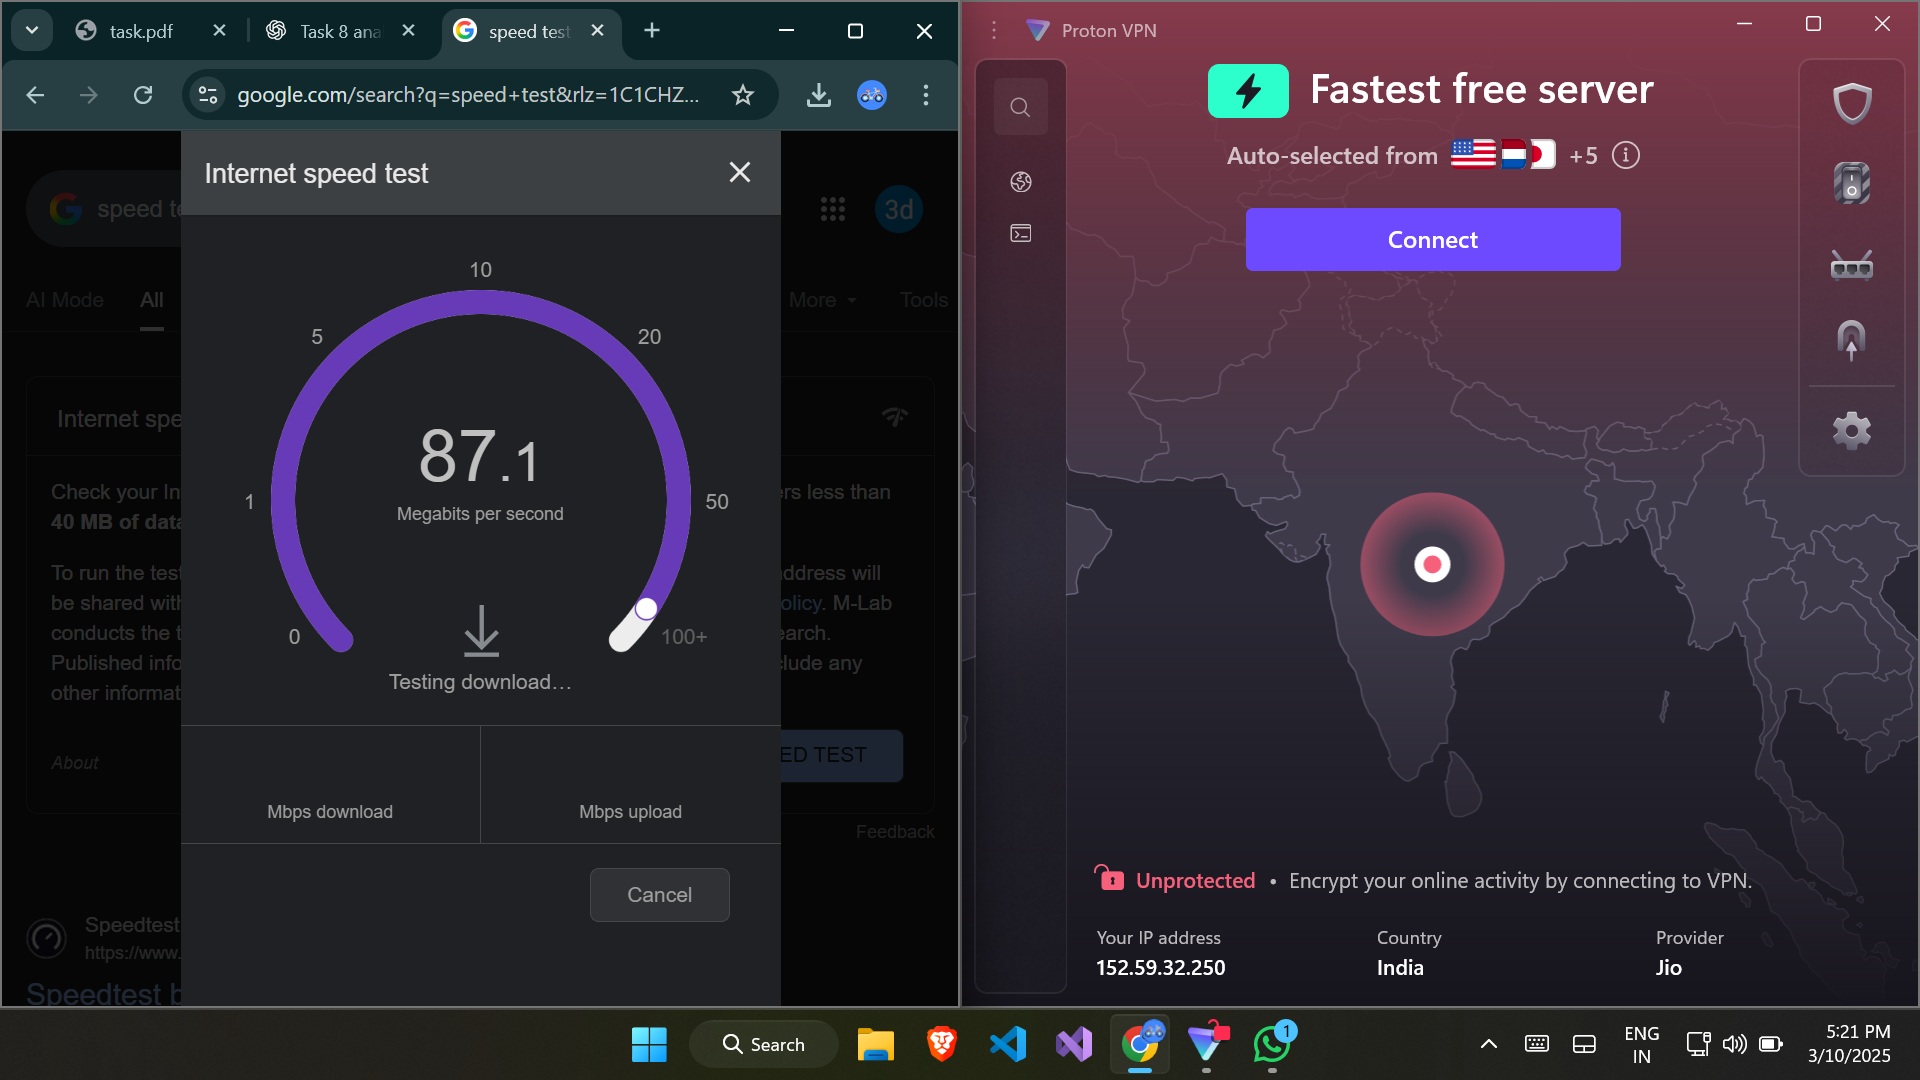 task.pdf
Task 8 ana
speed test
google.com/search?q=speed+test&rlz=1C1CHZ...
Internet speed test
speed te
3d
AI Mode
All
More
Tools
10
5
20
1
50
0
100+
87.1
Megabits per second
Testing download...
Internet spe
Check your In
rs less than
40 MB of data
To run the test
ddress will
be shared with
olicy. M-Lab
conducts the t
earch.
Published info
lude any
other informat
About
ED TEST
Mbps download
Mbps upload
Feedback
Cancel
Speedtest
https://www.
Speedtest b
Proton VPN
Fastest free server
Auto-selected from
+5
Connect
Unprotected • Encrypt your online activity by connecting to VPN.
Your IP address
Country
Provider
152.59.32.250
India
Jio
Search
1
ENG
IN
5:21 PM
3/10/2025